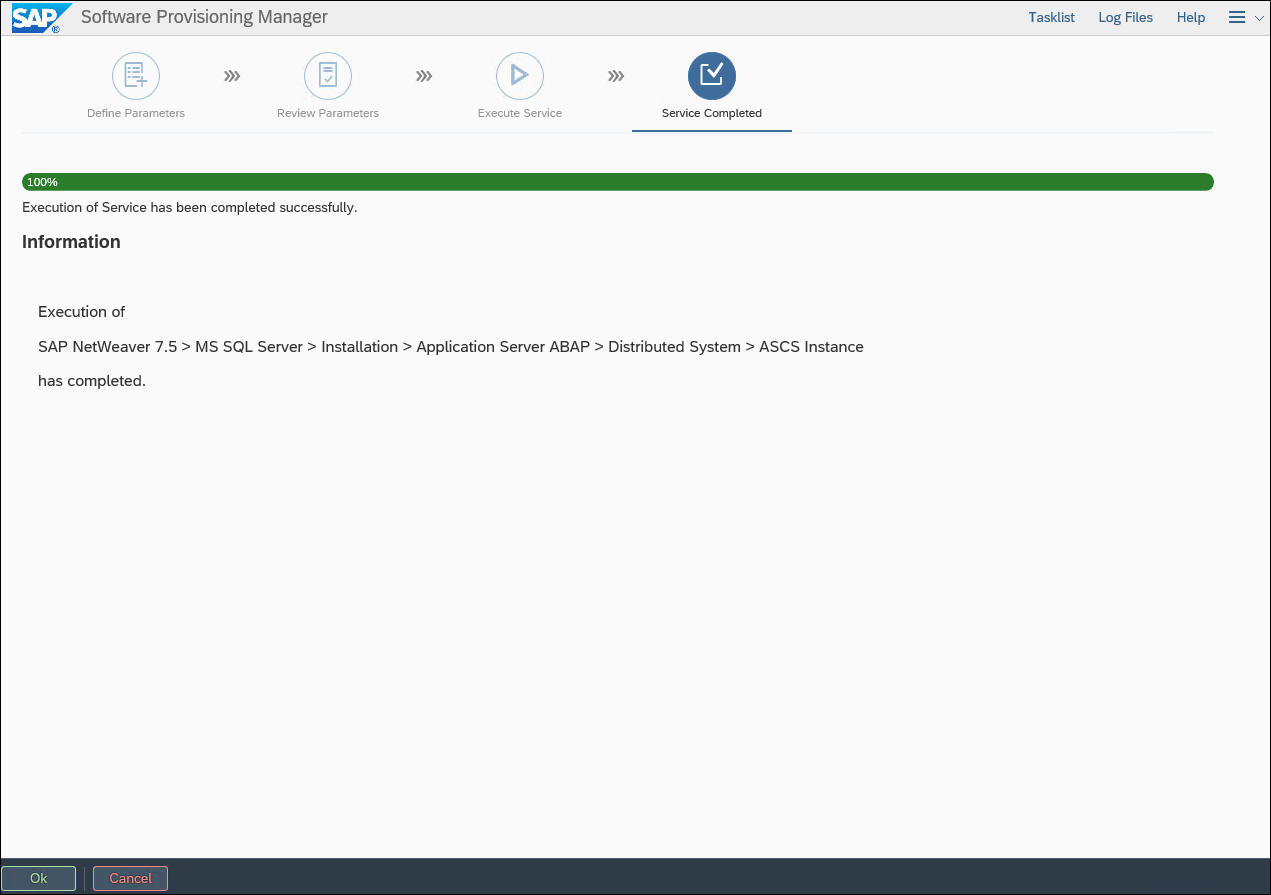 SAP ® Software Provisioning Manager Tasklist Log Files Help
Define Parameters Review Parameters Execute Service Service Completed
100%
Execution of Service has been completed successfully.
Information
Execution of
SAP NetWeaver 7.5 > MS SQL Server > Installation > Application Server ABAP > Distributed System > ASCS Instance
has completed.
Ok Cancel